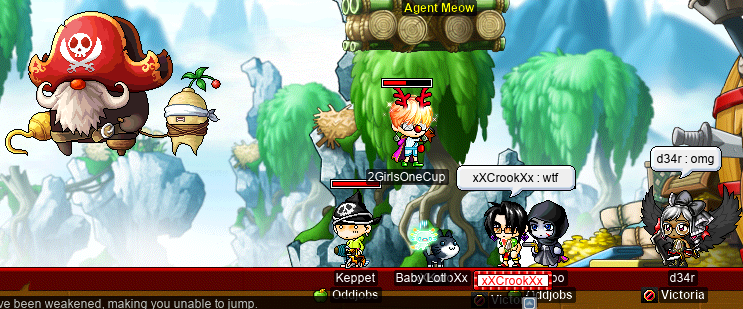 Agent Meow
2GirlsOneCup
xXCrookXx : wtf
d34r : omg
Keppet
Baby
xXCrookXx
d34r
Oddjobs
Oddjobs
Victoria
ve been weakened, making you unable to jump.